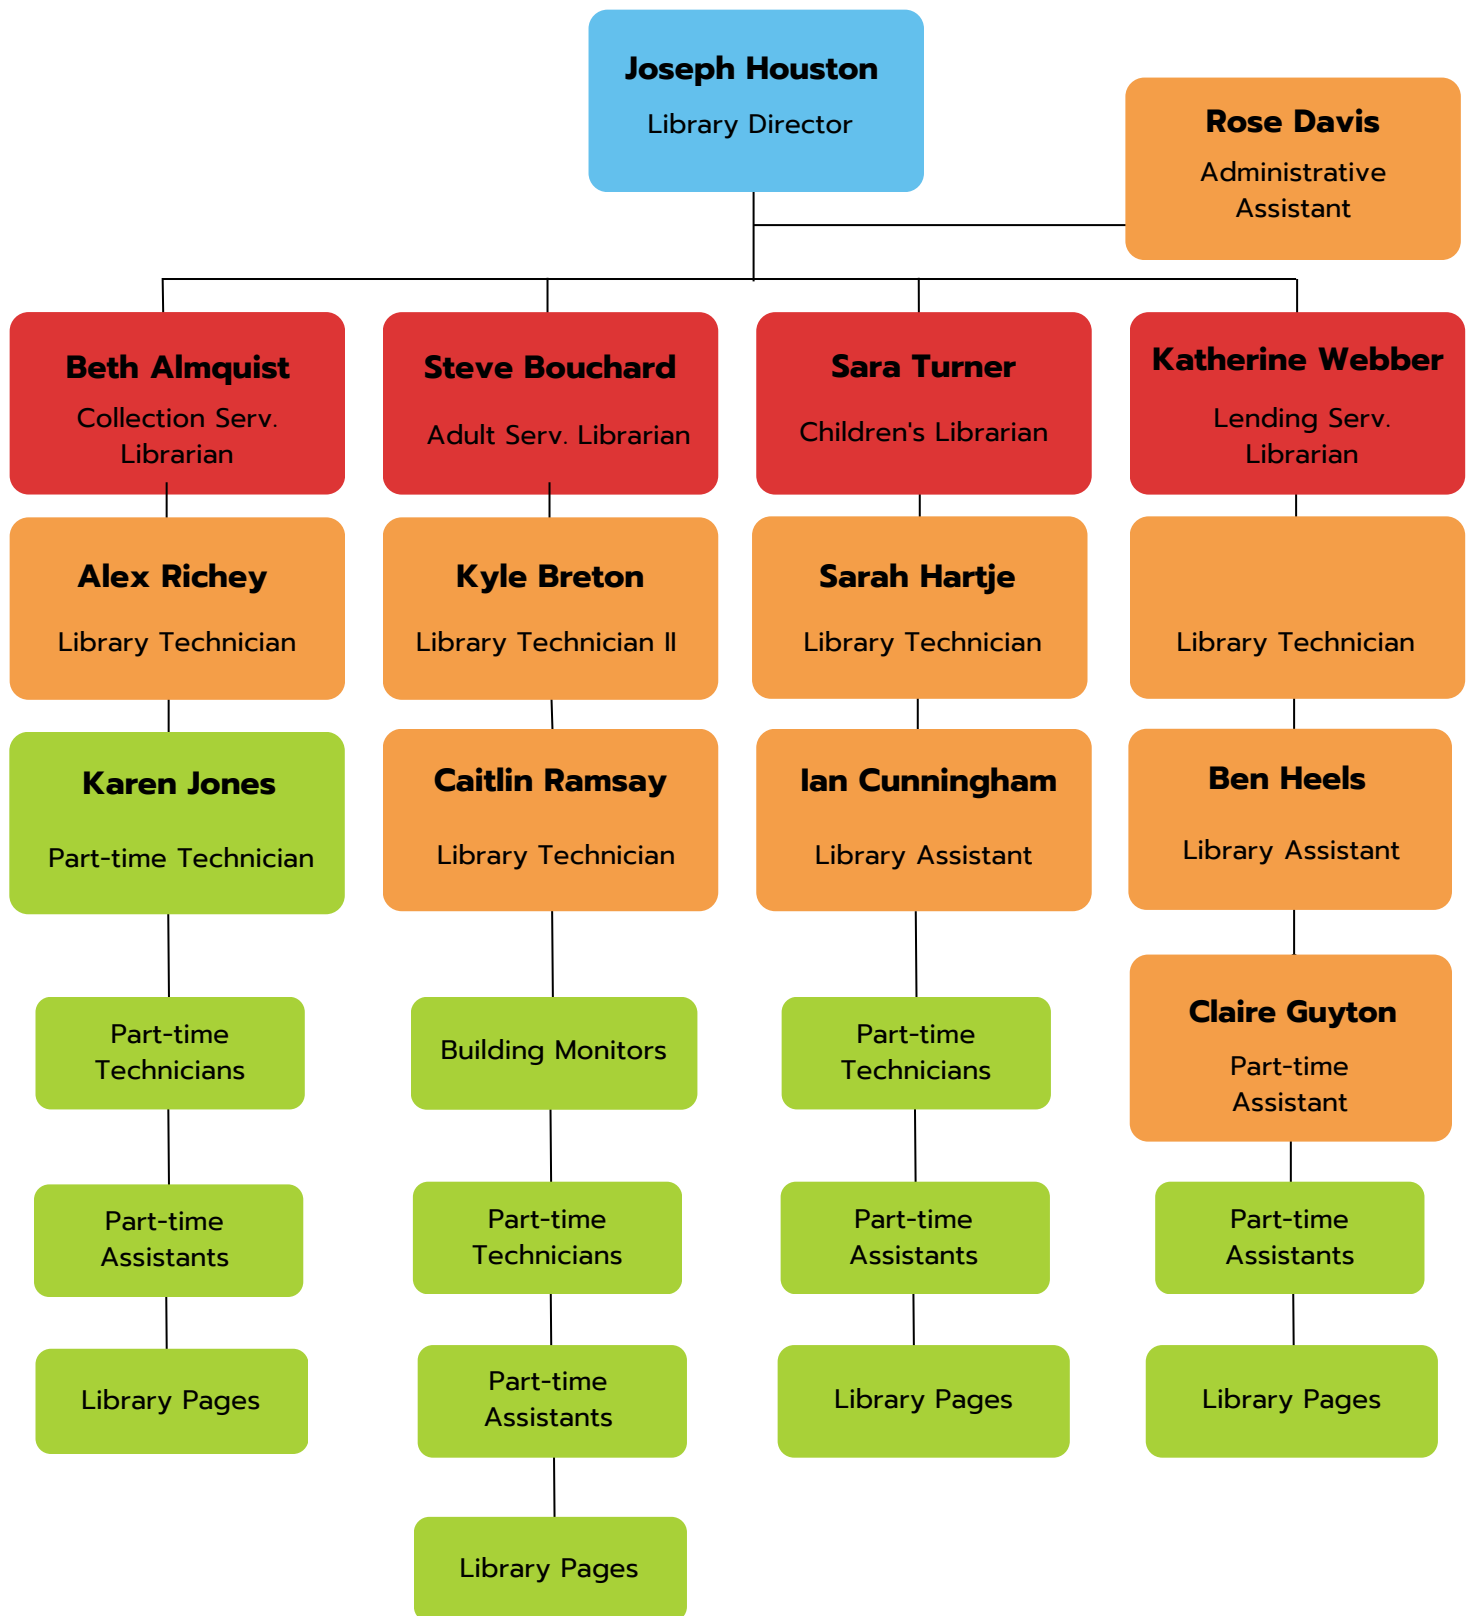 Joseph Houston
Library Director
Rose Davis
Administrative
Assistant
Beth Almquist
Collection Serv.
Librarian
Steve Bouchard
Adult Serv. Librarian
Sara Turner
Children's Librarian
Katherine Webber
Lending Serv.
Librarian
Alex Richey
Library Technician
Kyle Breton
Library Technician II
Sarah Hartje
Library Technician
Library Technician
Karen Jones
Part-time Technician
Caitlin Ramsay
Library Technician
Ian Cunningham
Library Assistant
Ben Heels
Library Assistant
Part-time
Technicians
Building Monitors
Part-time
Technicians
Claire Guyton
Part-time
Assistant
Part-time
Assistants
Part-time
Technicians
Part-time
Assistants
Part-time
Assistants
Library Pages
Part-time
Assistants
Library Pages
Library Pages
Library Pages